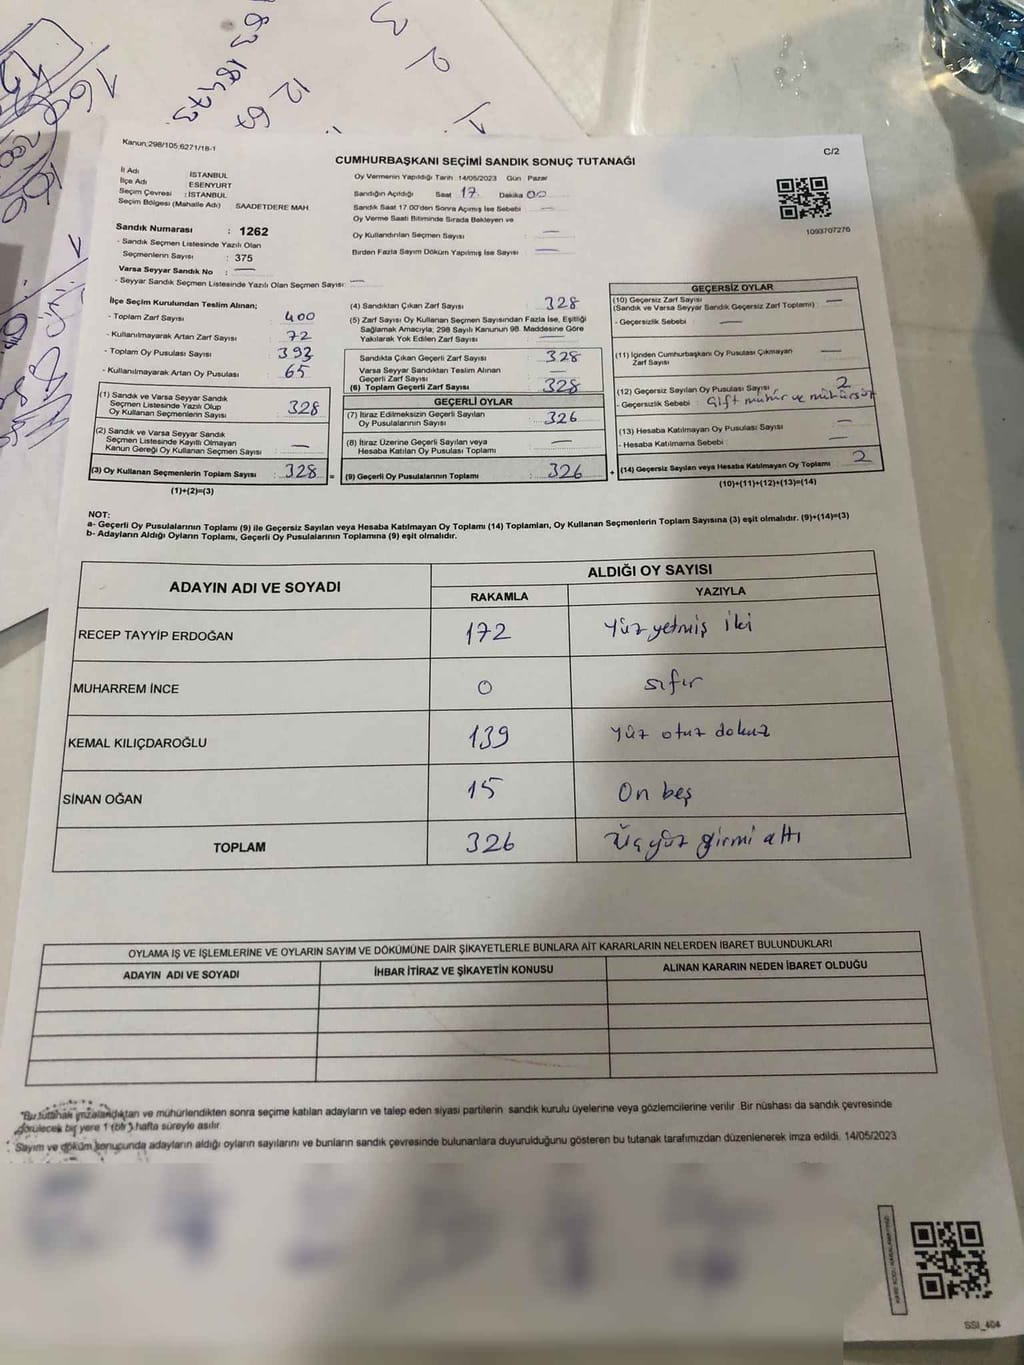 Kanun;298/105;6271/18-1
C/2
CUMHURBAŞKANI SEÇİMİ SANDIK SONUÇ TUTANAĞI
İl Adı İSTANBUL
İlçe Adı ESENYURT
Seçim Çevresi : İSTANBUL
Seçim Bölgesi (Mahalle Adı) SAADETDERE MAH.
Sandık Numarası : 1262
- Sandık Seçmen Listesinde Yazılı Olan
Seçmenlerin Sayısı : 375
Varsa Seyyar Sandık No : —
- Seyyar Sandık Seçmen Listesinde Yazılı Olan Seçmen Sayısı: —
Oy Vermenin Yapıldığı Tarih :14/05/2023 Gün : Pazar
Sandığın Açıldığı Saat 17 Dakika 00
Sandık Saat 17.00'den Sonra Açımış İse Sebebi —
Oy Verme Saati Bitiminde Sırada Bekleyen ve
Oy Kullandırılan Seçmen Sayısı : —
Birden Fazla Sayım Döküm Yapılmış İse Sayısı : —
1093707276
İlçe Seçim Kurulundan Teslim Alınan;
- Toplam Zarf Sayısı : 400
- Kullanılmayarak Artan Zarf Sayısı : 72
- Toplam Oy Pusulası Sayısı : 393
- Kullanılmayarak Artan Oy Pusulası : 65
(1) Sandık ve Varsa Seyyar Sandık
Seçmen Listesinde Yazılı Olup
Oy Kullanan Seçmenlerin Sayısı : 328
(2) Sandık ve Varsa Seyyar Sandık
Seçmen Listesinde Kayıtlı Olmayan
Kanun Gereği Oy Kullanan Seçmen Sayısı : —
(3) Oy Kullanan Seçmenlerin Toplam Sayısı : 328 =
(1)+(2)=(3)
(4) Sandıktan Çıkan Zarf Sayısı : 328
(5) Zarf Sayısı Oy Kullanan Seçmen Sayısından Fazla İse, Eşitliği
Sağlamak Amacıyla; 298 Sayılı Kanunun 98. Maddesine Göre
Yakılarak Yok Edilen Zarf Sayısı : —
Sandıkta Çıkan Geçerli Zarf Sayısı : 328
Varsa Seyyar Sandıktan Teslim Alınan
Geçerli Zarf Sayısı : —
(6) Toplam Geçerli Zarf Sayısı : 328
GEÇERLİ OYLAR
(7) İtiraz Edilmeksizin Geçerli Sayılan
Oy Pusulasının Sayısı : 326
(8) İtiraz Üzerine Geçerli Sayılan veya
Hesaba Katılan Oy Pusulası Toplamı : —
(9) Geçerli Oy Pusulalarının Toplamı : 326 +
GEÇERSİZ OYLAR
(10) Geçersiz Zarf Sayısı : —
(Sandık ve Varsa Seyyar Sandık Geçersiz Zarf Toplamı)
- Geçersizlik Sebebi : —
(11) İçinden Cumhurbaşkanı Oy Pusulası Çıkmayan
Zarf Sayısı : —
(12) Geçersiz Sayılan Oy Pusulası Sayısı : 2
- Geçersizlik Sebebi : Çift mühür ve mühürsüz
(13) Hesaba Katılmayan Oy Pusulası Sayısı : —
- Hesaba Katılmama Sebebi : —
(14) Geçersiz Sayılan veya Hesaba Katılmayan Oy Toplamı : 2
(10)+(11)+(12)+(13)=(14)
NOT:
a- Geçerli Oy Pusulalarının Toplamı (9) ile Geçersiz Sayılan veya Hesaba Katılmayan Oy Toplamı (14) Toplamları, Oy Kullanan Seçmenlerin Toplam Sayısına (3) eşit olmalıdır. (9)+(14)=(3)
b- Adayların Aldığı Oyların Toplamı, Geçerli Oy Pusulalarının Toplamına (9) eşit olmalıdır.
ADAYIN ADI VE SOYADI ALDIĞI OY SAYISI
RAKAMLA YAZIYLA
RECEP TAYYİP ERDOĞAN 172 Yüz yetmiş iki
MUHARREM İNCE 0 sıfır
KEMAL KILIÇDAROĞLU 139 Yüz otuz dokuz
SİNAN OĞAN 15 On beş
TOPLAM 326 Üçyüz yirmi altı
OYLAMA İŞ VE İŞLEMLERİNE VE OYLARIN SAYIM VE DÖKÜMÜNE DAİR ŞİKAYETLERLE BUNLARA AİT KARARLARIN NELERDEN İBARET BULUNDUKLARI
ADAYIN ADI VE SOYADI İHBAR İTİRAZ VE ŞİKAYETİN KONUSU ALINAN KARARIN NEDEN İBARET OLDUĞU
*Bu tutanak imzalandıktan ve mühürlendikten sonra seçime katılan adayların ve talep eden siyasi partilerin sandık kurulu üyelerine veya gözlemcilerine verilir. Bir nüshası da sandık çevresinde
görülecek bir yere 1 (bir) hafta süreyle asılır.
Sayım ve döküm sonucunda adayların aldığı oyların sayılarını ve bunların sandık çevresinde bulunanlara duyurulduğunu gösteren bu tutanak tarafımızdan düzenlenerek imza edildi. 14/05/2023
SSI_404